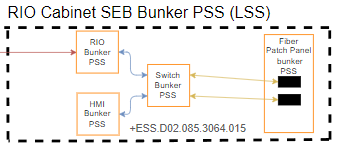 RIO Cabinet SEB Bunker PSS (LSS)
RIO
Bunker
PSS
Fiber
Patch Panel
bunker
PSS
Switch
Bunker
PSS
HMI
Bunker
PSS
+ESS.D02.085.3064.015